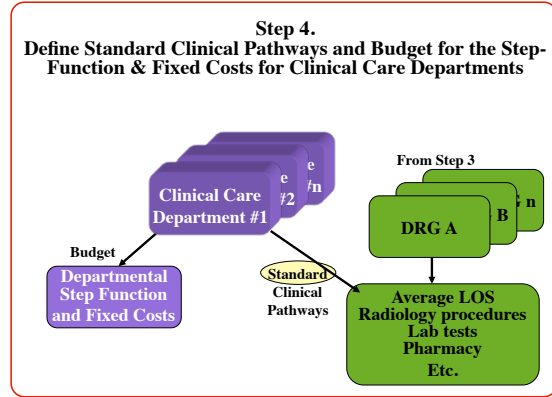 Step 4.
Define Standard Clinical Pathways and Budget for the Step-
Function & Fixed Costs for Clinical Care Departments
From Step 3
e
e #n
#2
Clinical Care
Department #1
G n
B
DRG A
Budget
Departmental
Step Function
and Fixed Costs
Standard
Clinical
Pathways
Average LOS
Radiology procedures
Lab tests
Pharmacy
Etc.